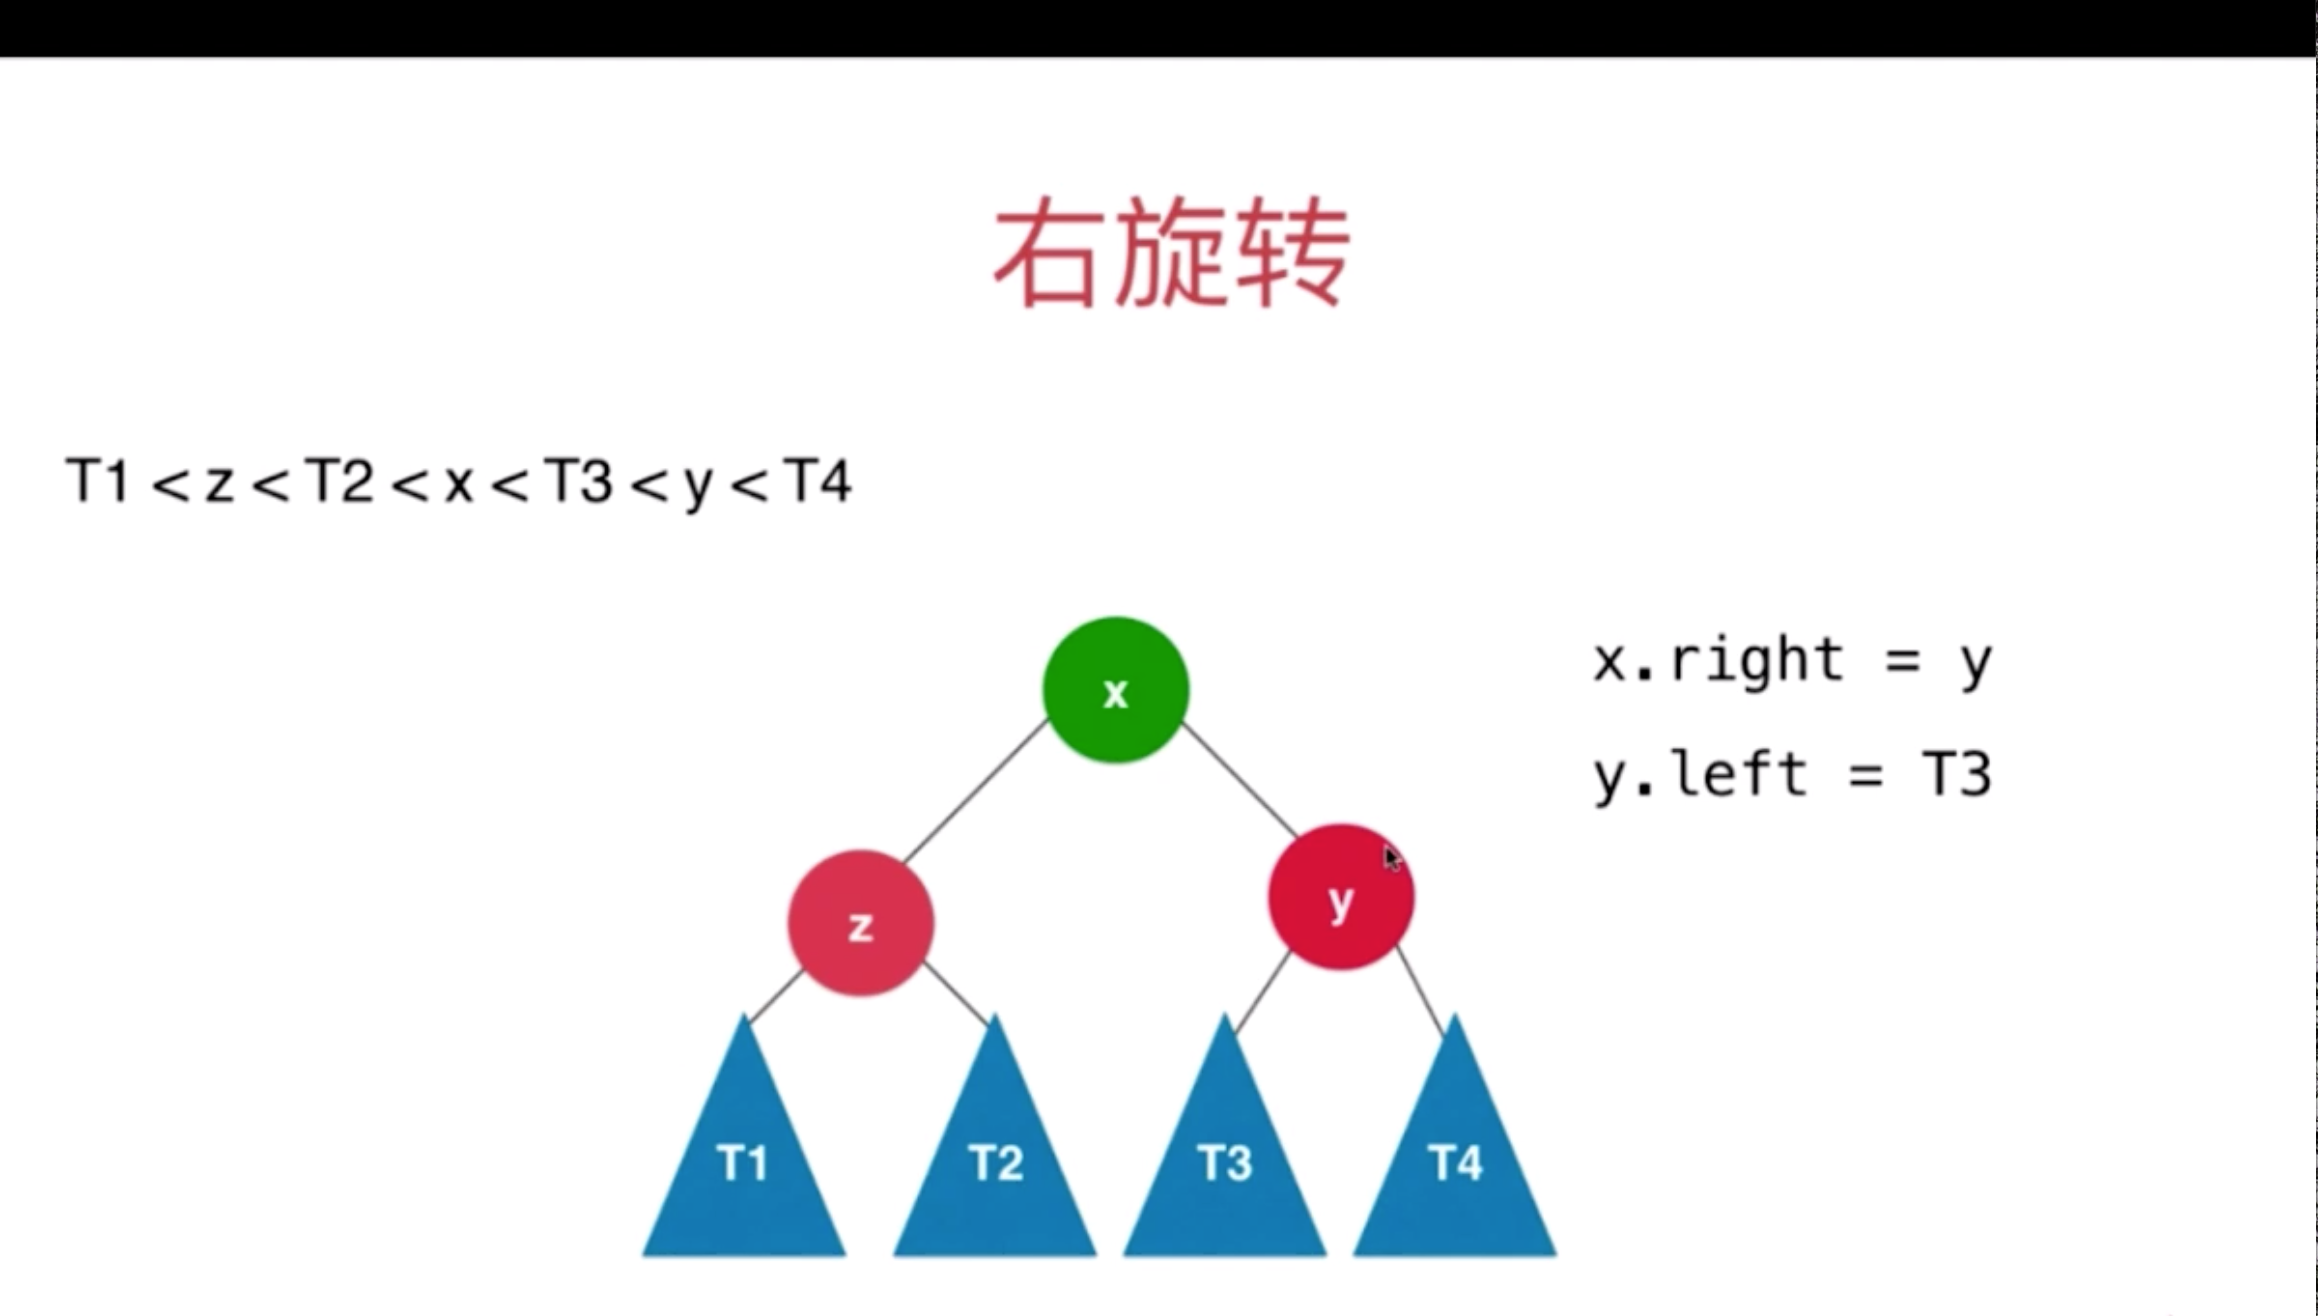 右旋转
T1 < z < T2 < x < T3 < y < T4
x
x.right = y
y.left = T3
z
y
T1
T2
T3
T4